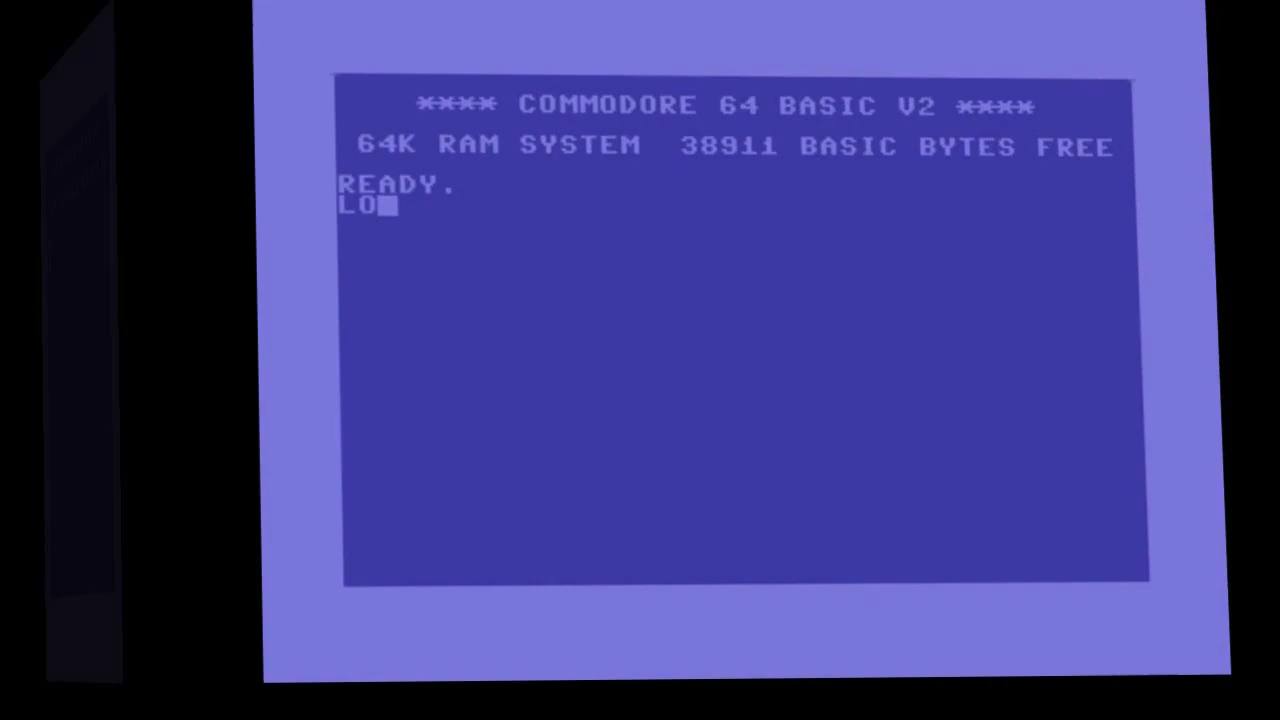 **** COMMODORE 64 BASIC V2 ****
64K RAM SYSTEM  38911 BASIC BYTES FREE
READY.
LO